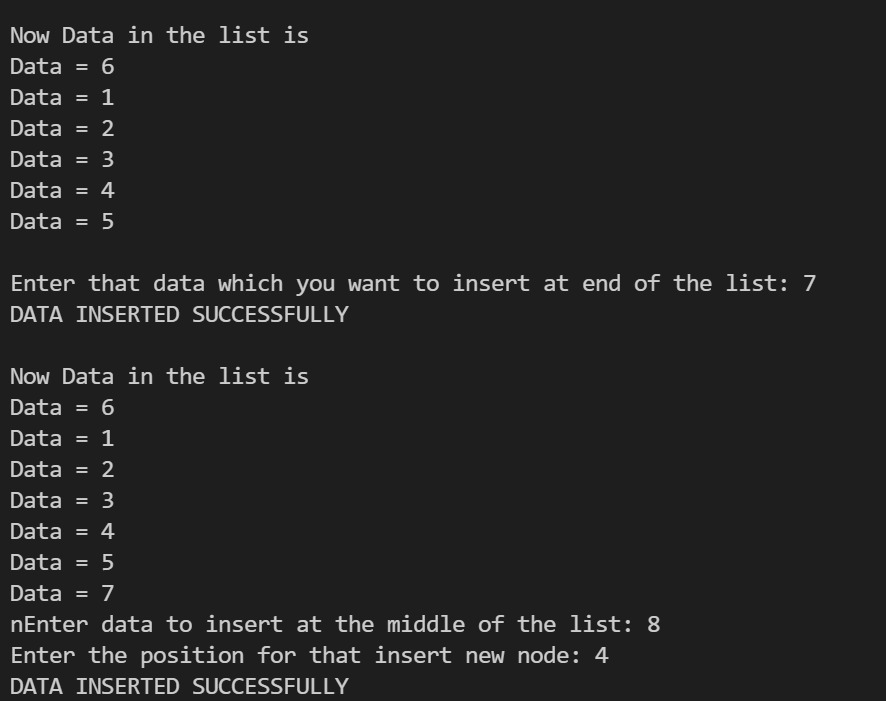 Now Data in the list is
Data = 6
Data = 1
Data = 2
Data = 3
Data = 4
Data = 5
Enter that data which you want to insert at end of the list: 7
DATA INSERTED SUCCESSFULLY
Now Data in the list is
Data = 6
Data = 1
Data = 2
Data = 3
Data = 4
Data = 5
Data = 7
nEnter data to insert at the middle of the list: 8
Enter the position for that insert new node: 4
DATA INSERTED SUCCESSFULLY